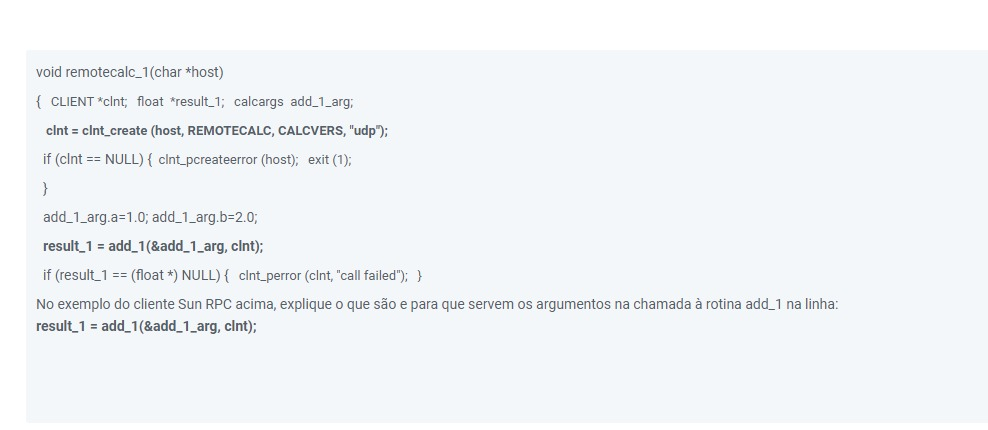 void remotecalc_1(char *host)
{ CLIENT *clnt; float *result_1; calcargs add_1_arg;
clnt = clnt_create (host, REMOTECALC, CALCVERS, "udp");
if (clnt == NULL) { clnt_pcreateerror (host); exit (1);
}
add_1_arg.a=1.0; add_1_arg.b=2.0;
result_1 = add_1(&add_1_arg, clnt);
if (result_1 == (float *) NULL) { clnt_perror (clnt, "call failed"); }
No exemplo do cliente Sun RPC acima, explique o que são e para que servem os argumentos na chamada à rotina add_1 na linha:
result_1 = add_1(&add_1_arg, clnt);